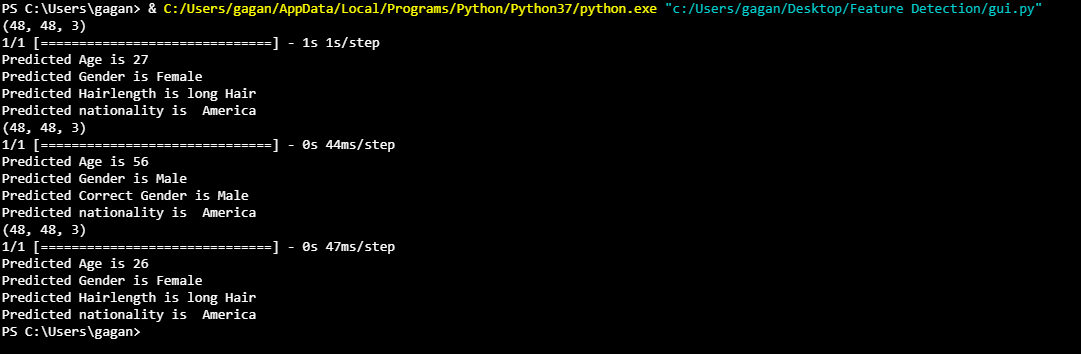 PS C:\Users\gagan> & C:/Users/gagan/AppData/Local/Programs/Python/Python37/python.exe "c:/Users/gagan/Desktop/Feature Detection/gui.py"
(48, 48, 3)
1/1 [==============================] - 1s 1s/step
Predicted Age is 27
Predicted Gender is Female
Predicted Hairlength is long Hair
Predicted nationality is  America
(48, 48, 3)
1/1 [==============================] - 0s 44ms/step
Predicted Age is 56
Predicted Gender is Male
Predicted Correct Gender is Male
Predicted nationality is  America
(48, 48, 3)
1/1 [==============================] - 0s 47ms/step
Predicted Age is 26
Predicted Gender is Female
Predicted Hairlength is long Hair
Predicted nationality is  America
PS C:\Users\gagan>